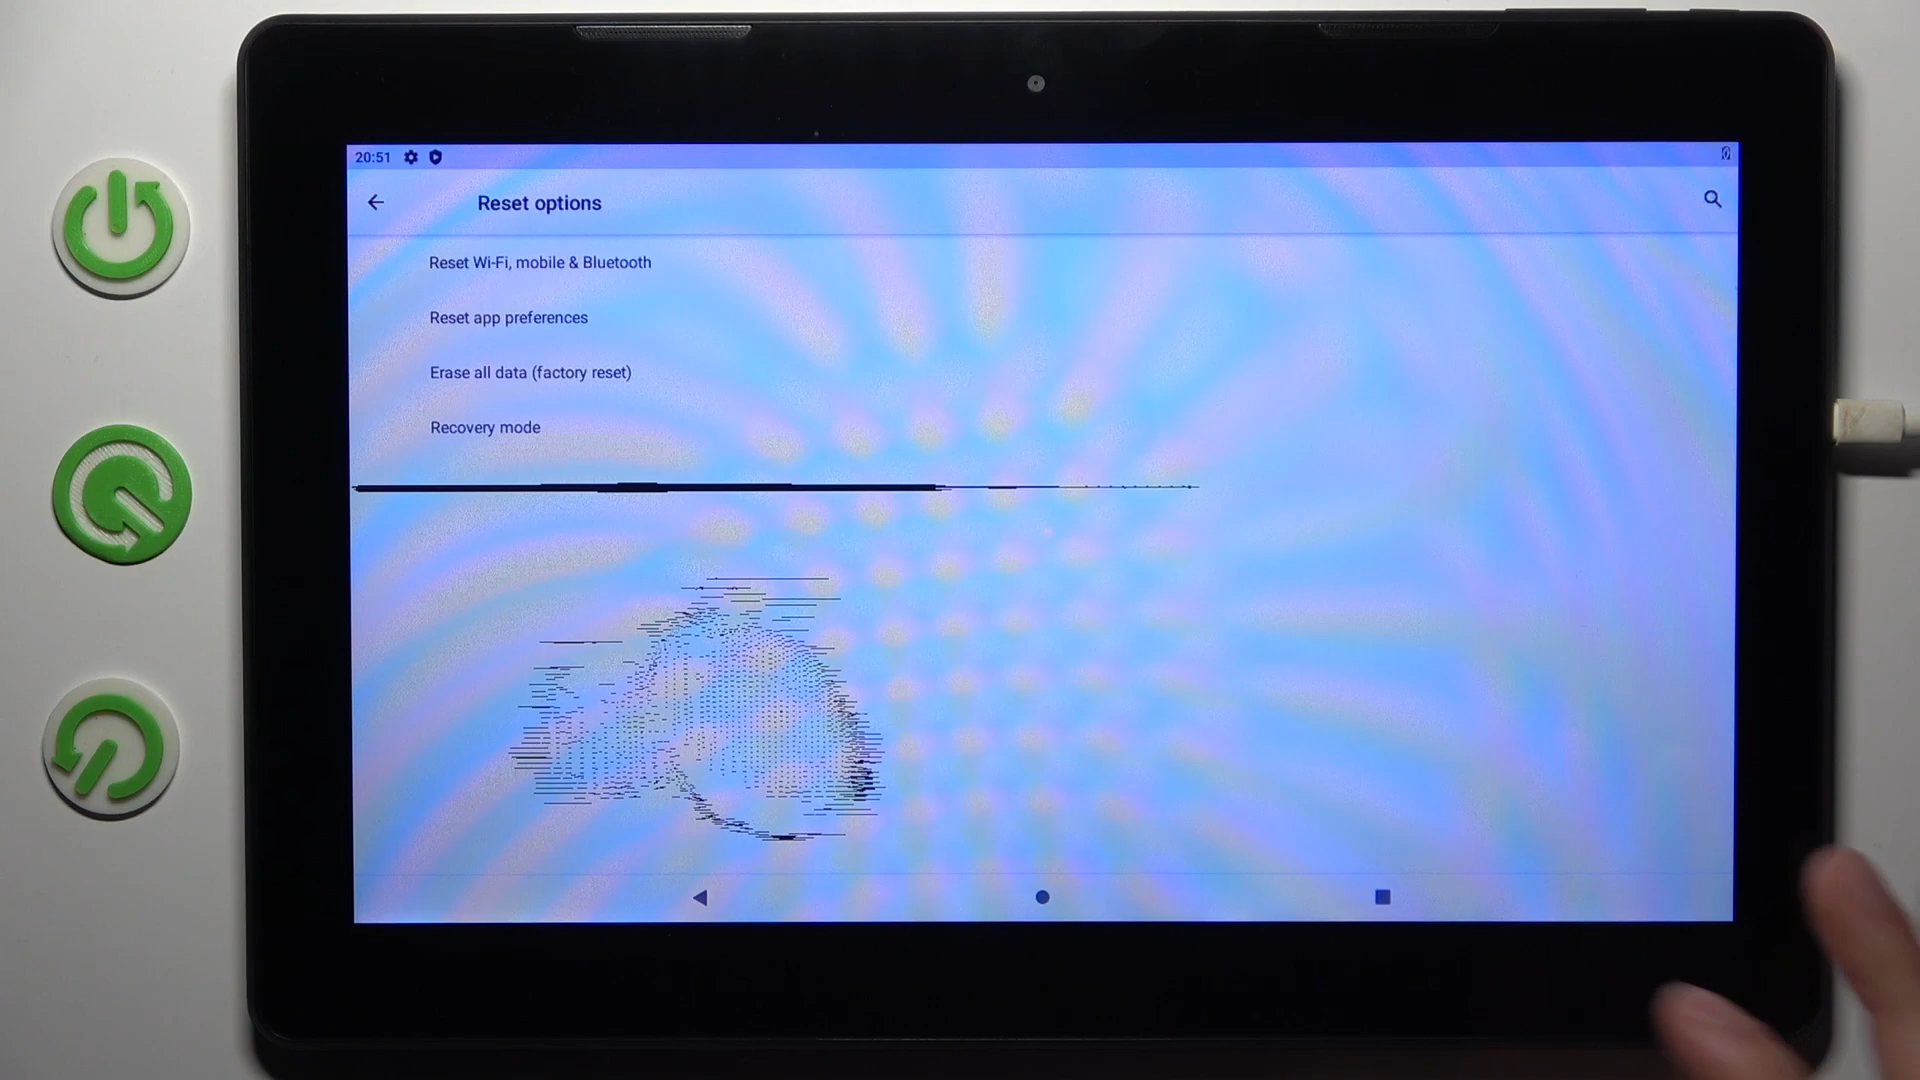 20:51
Reset options
Reset Wi-Fi, mobile & Bluetooth
Reset app preferences
Erase all data (factory reset)
Recovery mode